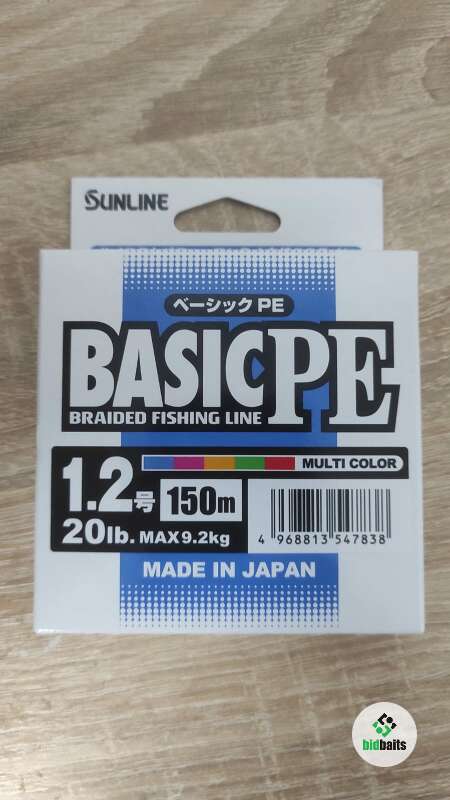 SUNLINE
ベーシック PE
BASIC PE
BRAIDED FISHING LINE
MULTI COLOR
1.2号 150m
20lb. MAX 9.2kg
4 968813 547838
MADE IN JAPAN
bidbaits